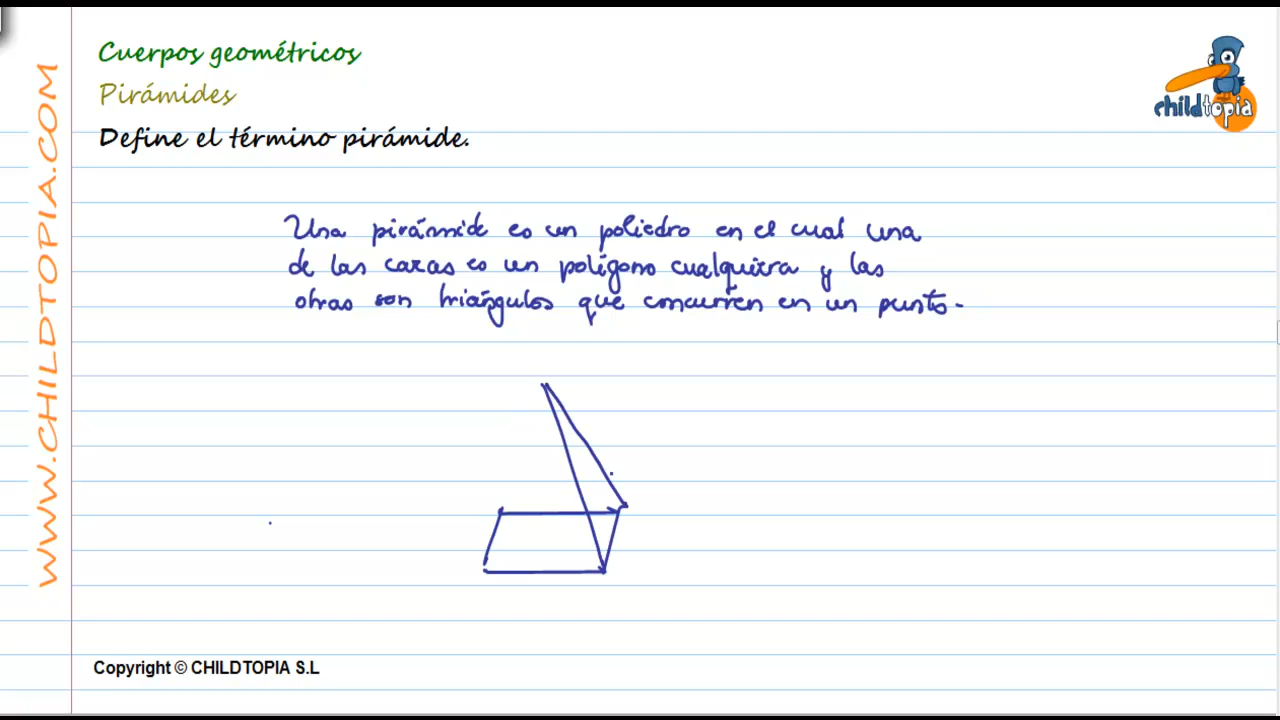 Cuerpos geométricos
Pirámides
Define el término pirámide.
childtopia
WWW.CHILDTOPIA.COM
Una pirámide es un poliedro en el cual una
de las caras es un polígono cualquiera y las
otras son triángulos que concurren en un punto.
Copyright © CHILDTOPIA S.L